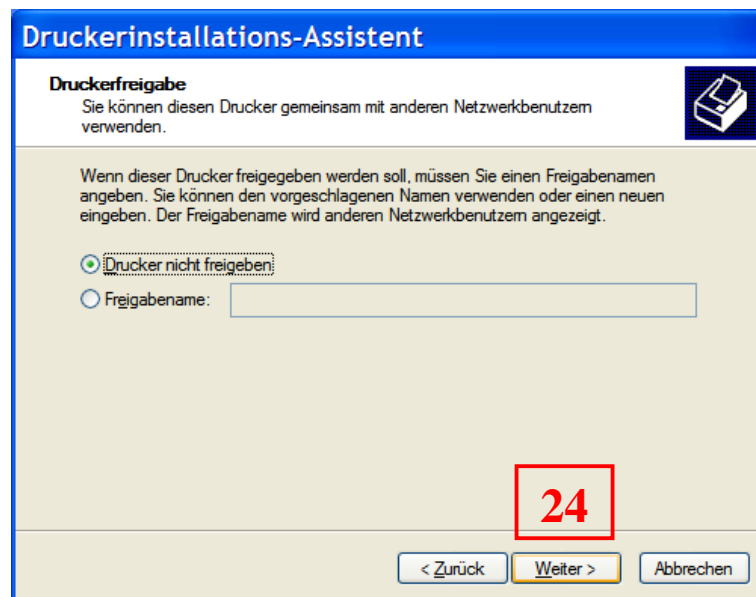 Druckerinstallations-Assistent
Druckerfreigabe
Sie können diesen Drucker gemeinsam mit anderen Netzwerkbenutzern
verwenden.
Wenn dieser Drucker freigegeben werden soll, müssen Sie einen Freigabenamen
angeben. Sie können den vorgeschlagenen Namen verwenden oder einen neuen
eingeben. Der Freigabename wird anderen Netzwerkbenutzern angezeigt.
Drucker nicht freigeben
Freigabename:
24
< Zurück Weiter > Abbrechen